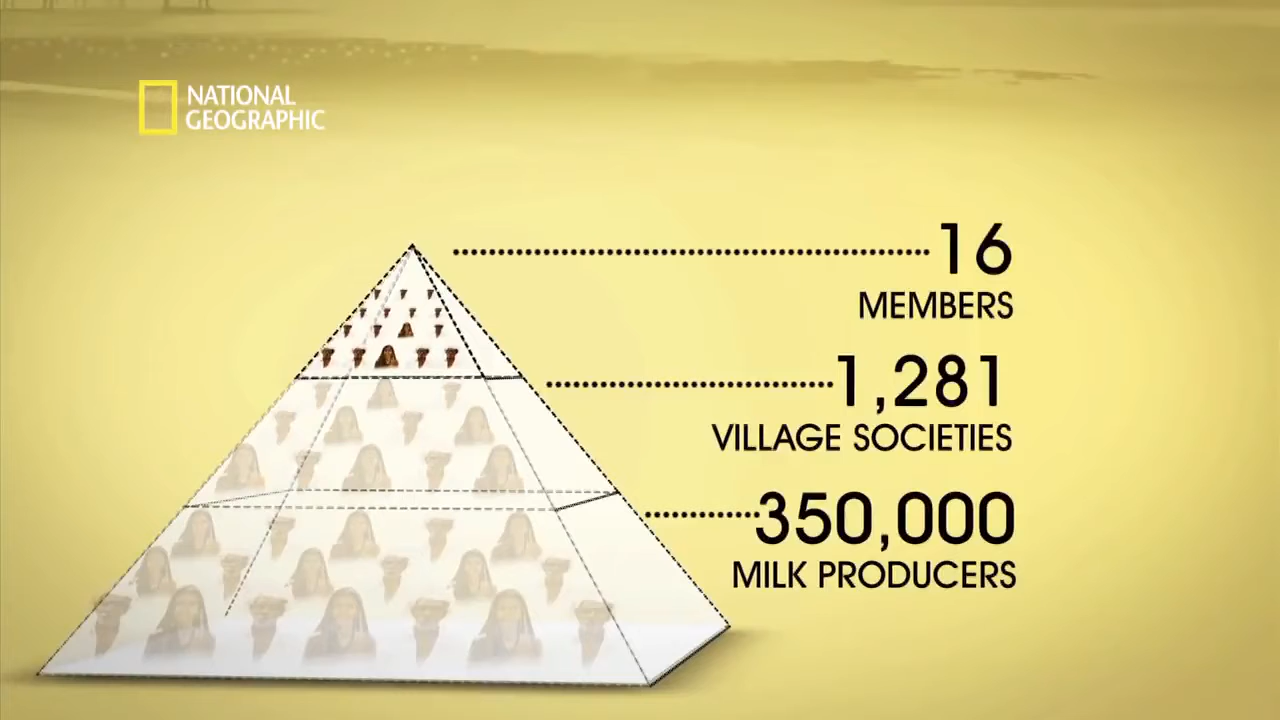 NATIONAL
GEOGRAPHIC
16
MEMBERS
1,281
VILLAGE SOCIETIES
350,000
MILK PRODUCERS